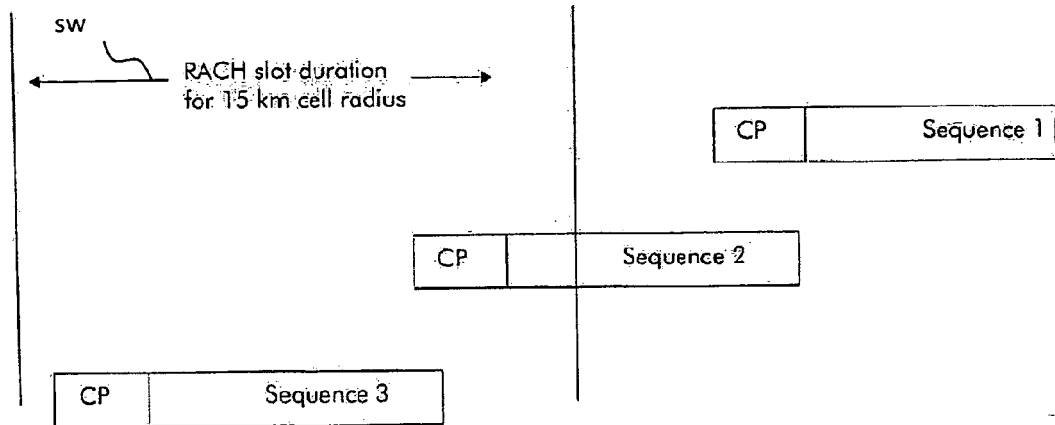 SW
RACH slot duration
for 15 km cell radius
CP Sequence 1
CP Sequence 2
CP Sequence 3